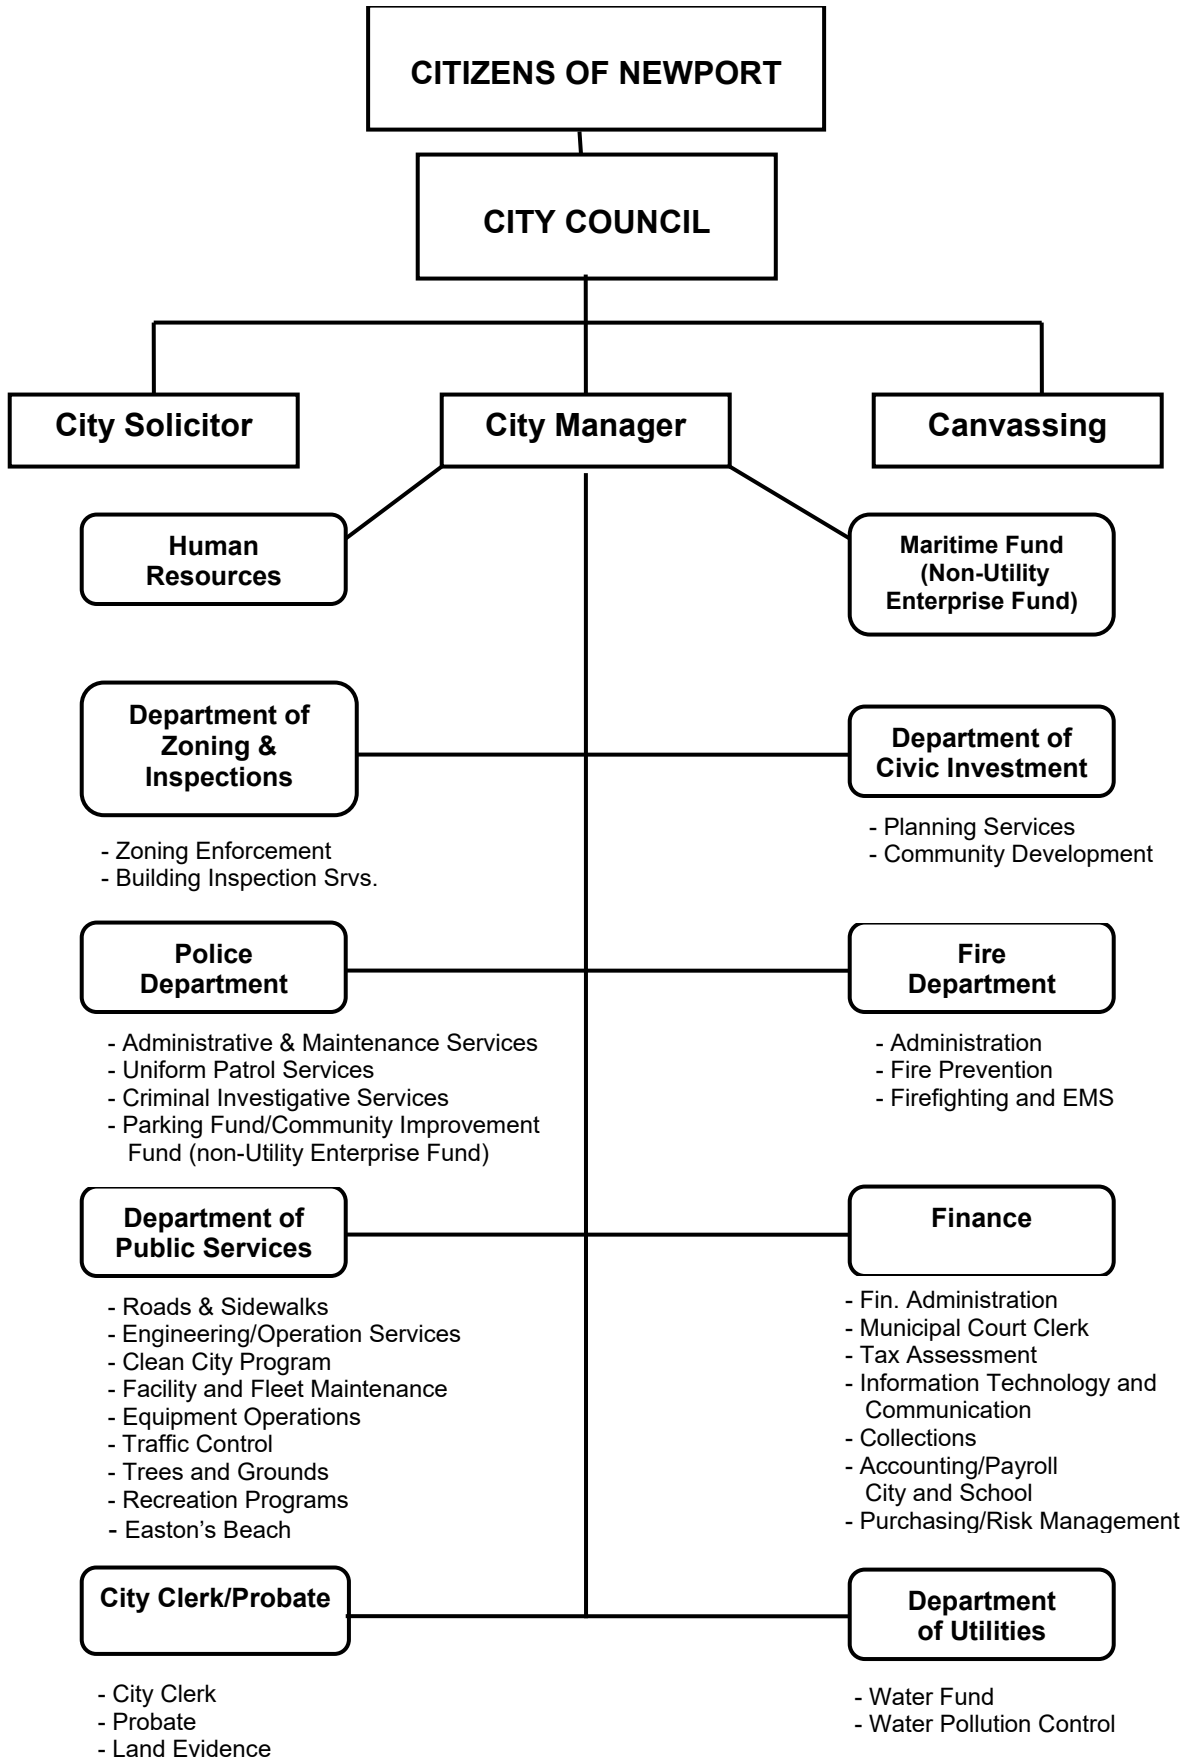 CITIZENS OF NEWPORT
CITY COUNCIL
City Solicitor
City Manager
Canvassing
Human
Resources
Maritime Fund
(Non-Utility
Enterprise Fund)
Department of
Zoning &
Inspections
Department of
Civic Investment
- Zoning Enforcement
- Building Inspection Srvs.
- Planning Services
- Community Development
Police
Department
Fire
Department
- Administrative & Maintenance Services
- Uniform Patrol Services
- Criminal Investigative Services
- Parking Fund/Community Improvement
Fund (non-Utility Enterprise Fund)
- Administration
- Fire Prevention
- Firefighting and EMS
Department of
Public Services
Finance
- Roads & Sidewalks
- Engineering/Operation Services
- Clean City Program
- Facility and Fleet Maintenance
- Equipment Operations
- Traffic Control
- Trees and Grounds
- Recreation Programs
- Easton’s Beach
- Fin. Administration
- Municipal Court Clerk
- Tax Assessment
- Information Technology and
Communication
- Collections
- Accounting/Payroll
City and School
- Purchasing/Risk Management
City Clerk/Probate
Department
of Utilities
- City Clerk
- Probate
- Land Evidence
- Water Fund
- Water Pollution Control